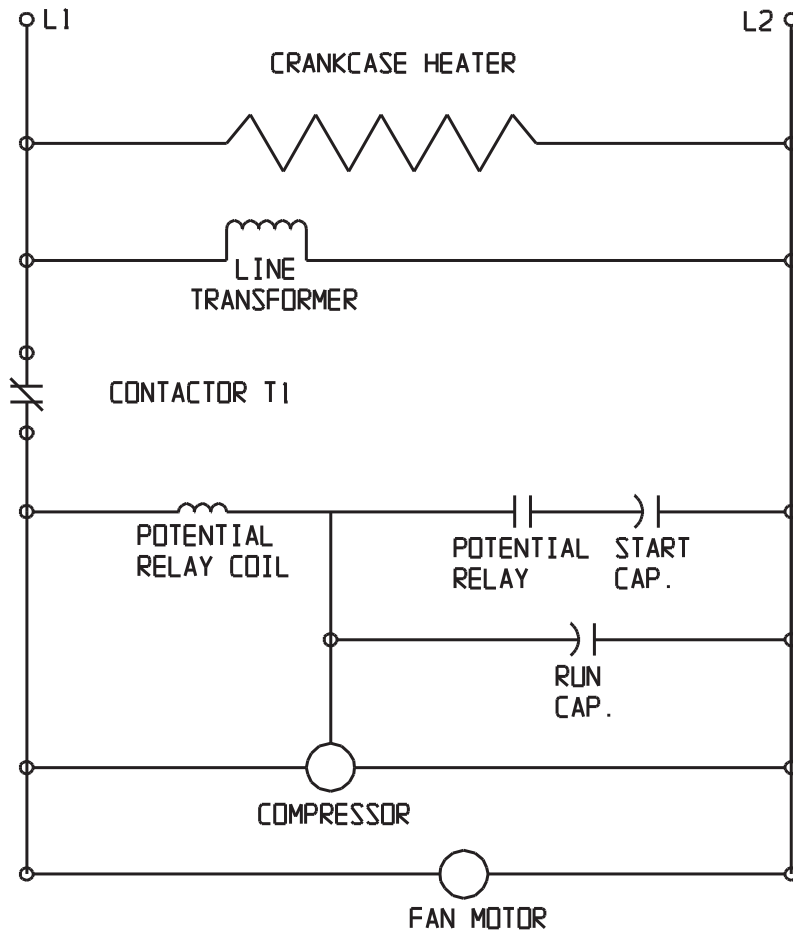 L1
L2
CRANKCASE HEATER
LINE
TRANSFORMER
CONTACTOR T1
POTENTIAL
RELAY COIL
POTENTIAL
RELAY
START
CAP.
RUN
CAP.
COMPRESSOR
FAN MOTOR